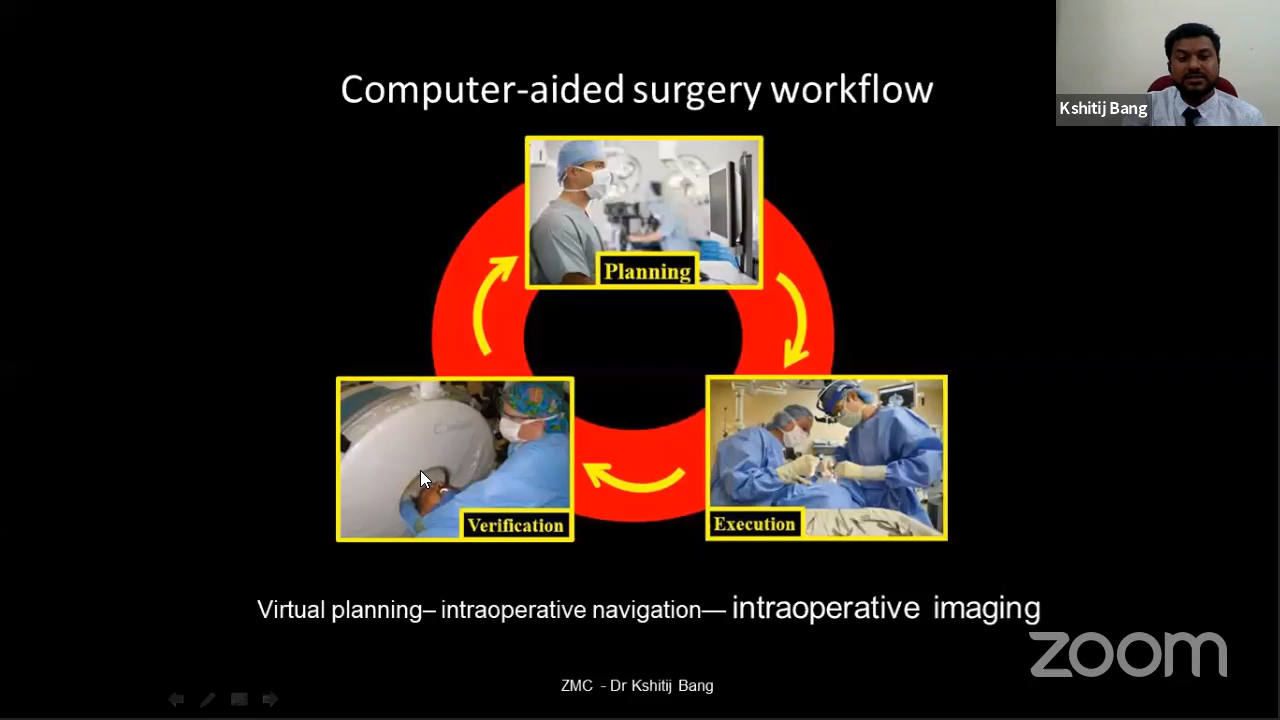 Computer-aided surgery workflow
Kshitij Bang
Planning
Verification
Execution
Virtual planning– intraoperative navigation— intraoperative imaging
zoom
ZMC - Dr Kshitij Bang